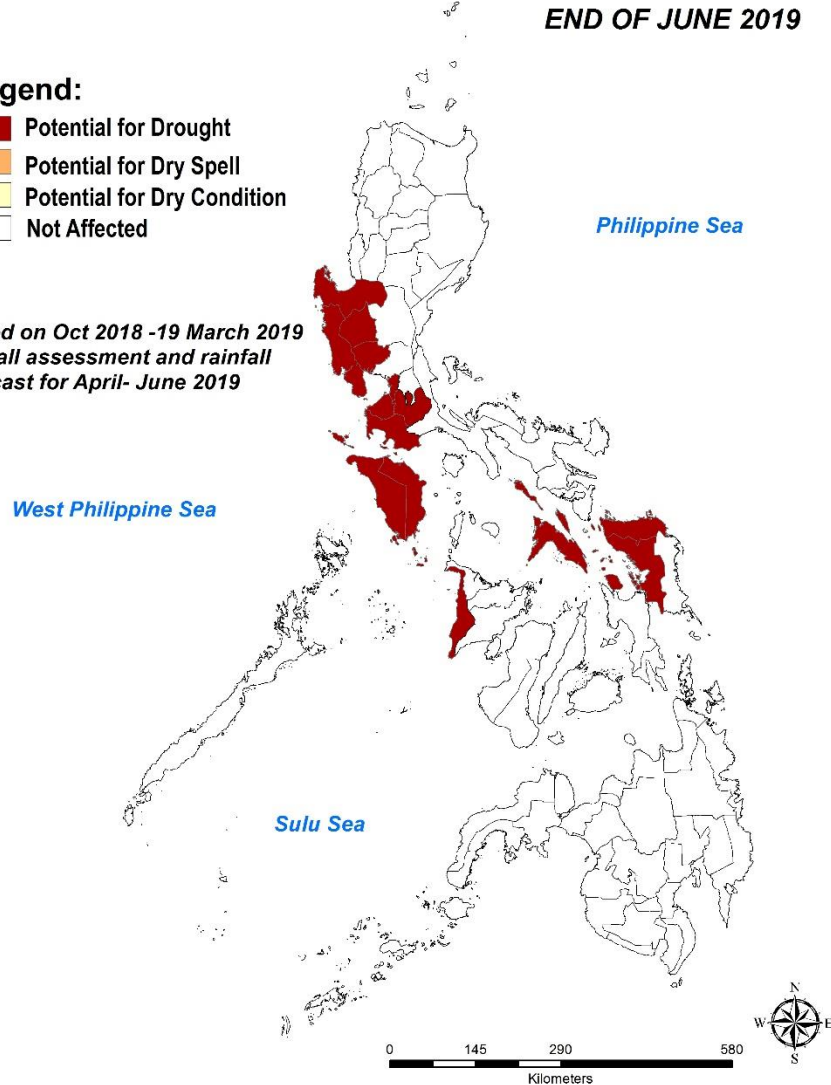 END OF JUNE 2019
gend:
Potential for Drought
Potential for Dry Spell
Potential for Dry Condition
Not Affected
Philippine Sea
d on Oct 2018 -19 March 2019
all assessment and rainfall
cast for April- June 2019
West Philippine Sea
Sulu Sea
N
W E
S
0 145 290 580
Kilometers